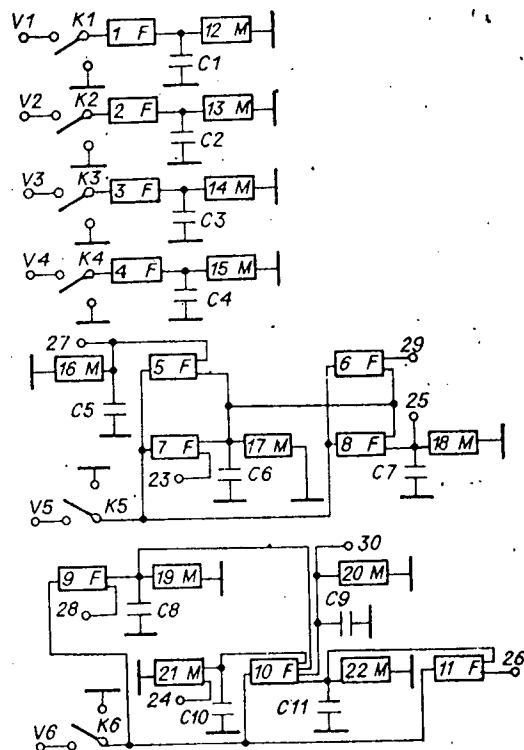 V1 K1 1 F 12 M
C1
V2 K2 2 F 13 M
C2
V3 K3 3 F 14 M
C3
V4 K4 4 F 15 M
C4
27 29
16 M 5 F 6 F
25
C5
7 F 17 M 8 F 18 M
23 C6 C7
V5 K5
30
9 F 19 M 20 M
28 C8 C9
21 M 10 F 22 M 11 F 26
24 C10 C11
V6 K6